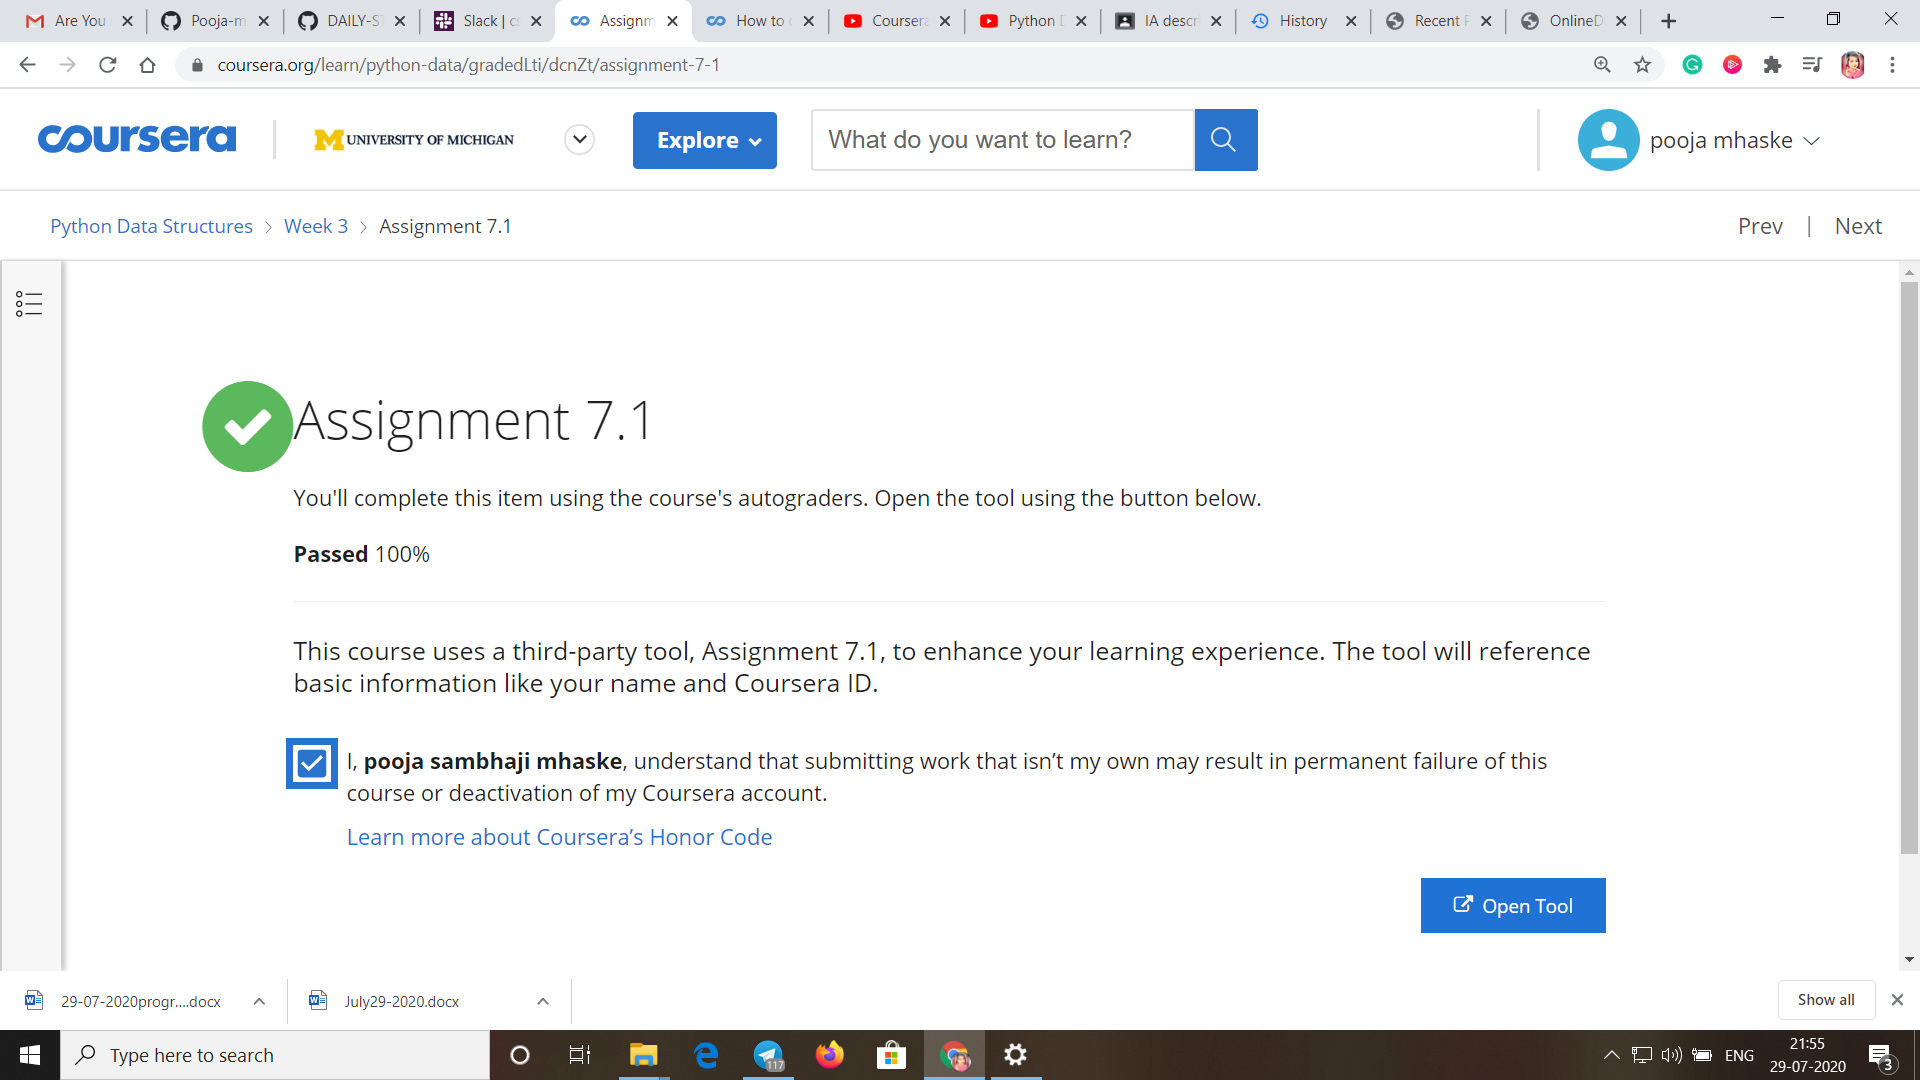 Are You
Pooja-m
DAILY-ST
Slack | cs
Assignm
How to c
Coursera
Python D
IA descr
History
Recent P
OnlineD
coursera.org/learn/python-data/gradedLti/dcnZt/assignment-7-1
coursera
M UNIVERSITY OF MICHIGAN
Explore
What do you want to learn?
pooja mhaske
Python Data Structures > Week 3 > Assignment 7.1
Prev | Next
Assignment 7.1
You'll complete this item using the course's autograders. Open the tool using the button below.
Passed 100%
This course uses a third-party tool, Assignment 7.1, to enhance your learning experience. The tool will reference
basic information like your name and Coursera ID.
I, pooja sambhaji mhaske, understand that submitting work that isn’t my own may result in permanent failure of this
course or deactivation of my Coursera account.
Learn more about Coursera’s Honor Code
Open Tool
29-07-2020progr....docx
July29-2020.docx
Show all
Type here to search
117
ENG
21:55
29-07-2020
3